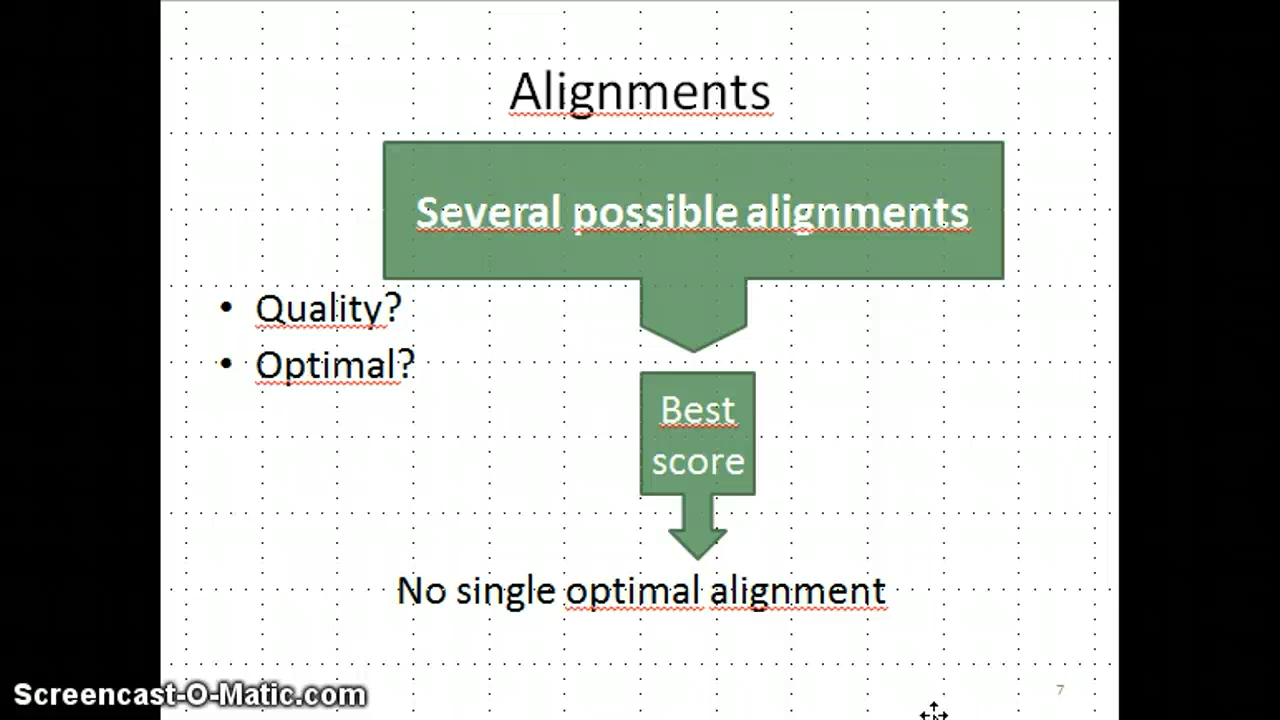 Alignments
Several possible alignments
• Quality?
• Optimal?
Best
score
No single optimal alignment
Screencast-O-Matic.com
7